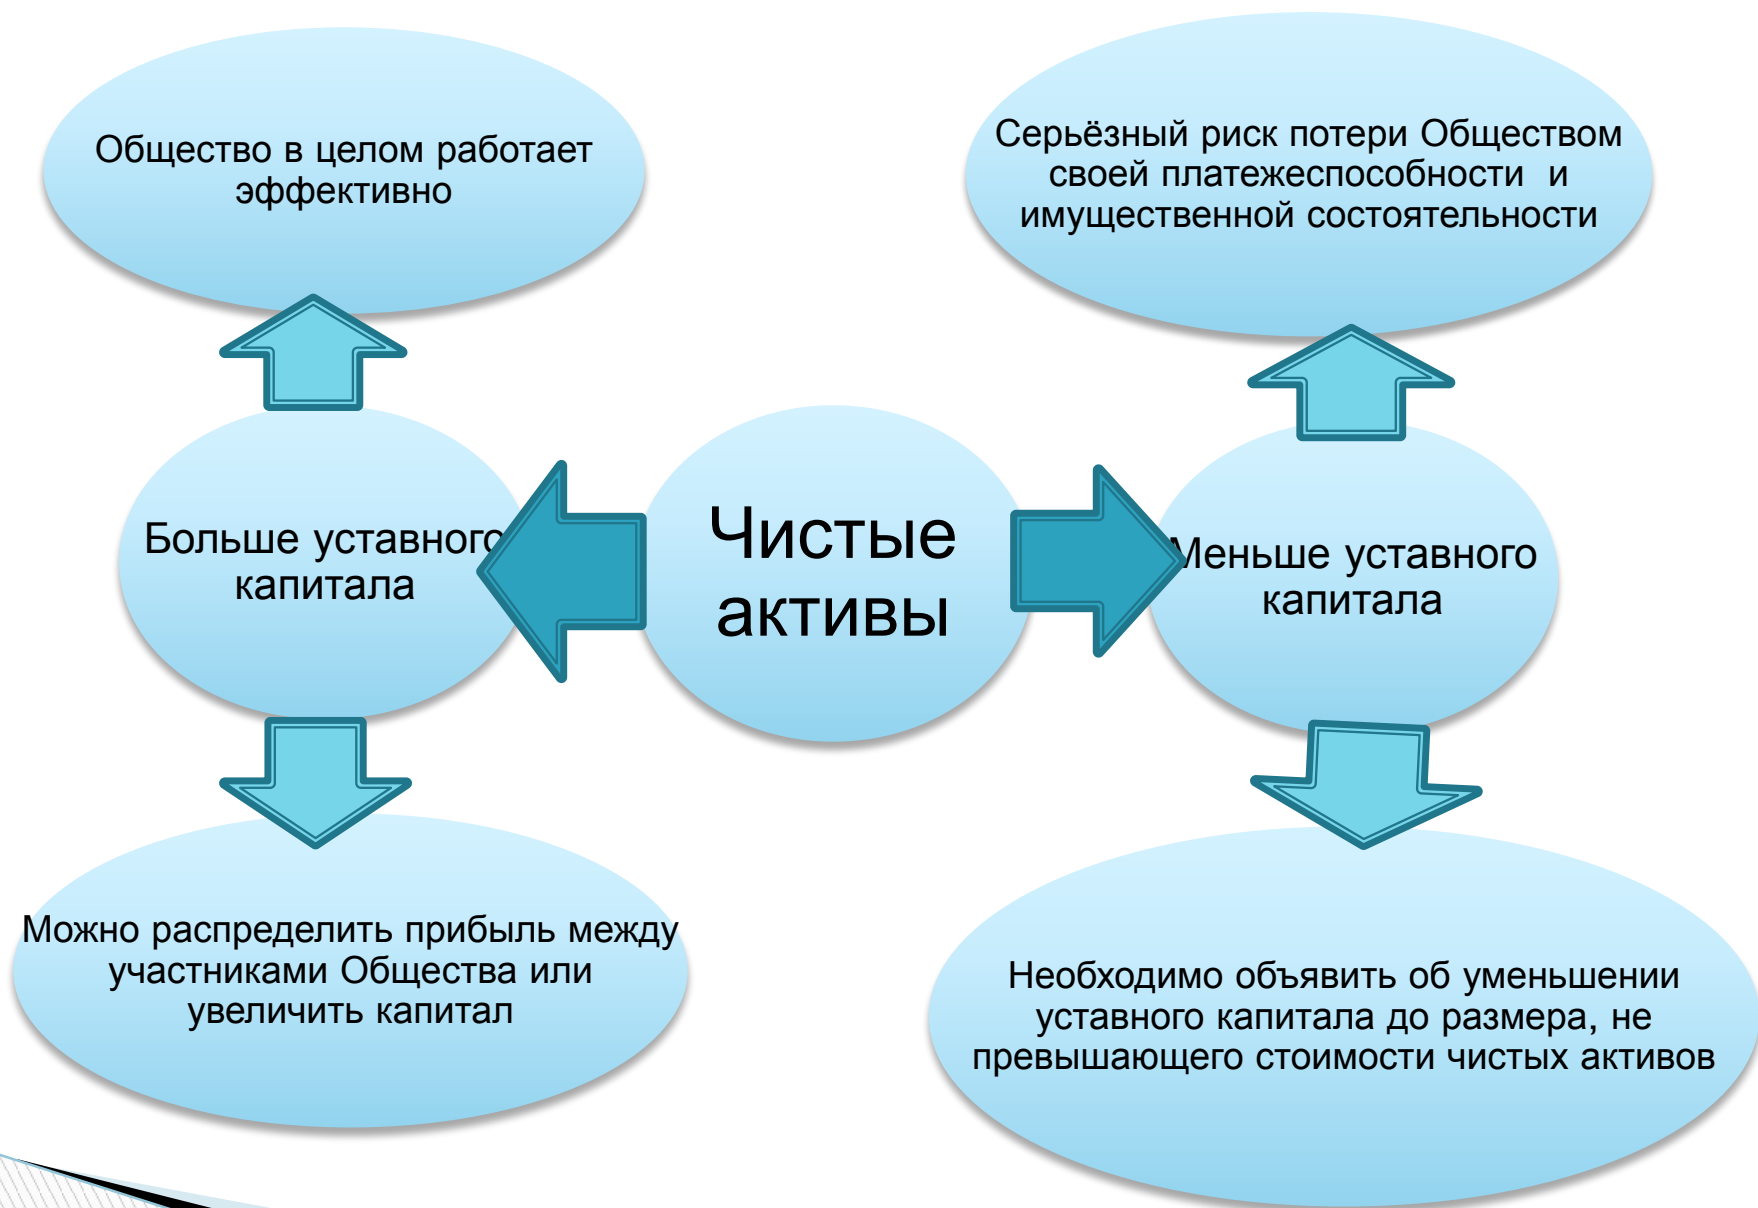 Общество в целом работает
эффективно
Серьёзный риск потери Обществом
своей платежеспособности и
имущественной состоятельности
Больше уставного
капитала
Чистые
активы
Меньше уставного
капитала
Можно распределить прибыль между
участниками Общества или
увеличить капитал
Необходимо объявить об уменьшении
уставного капитала до размера, не
превышающего стоимости чистых активов